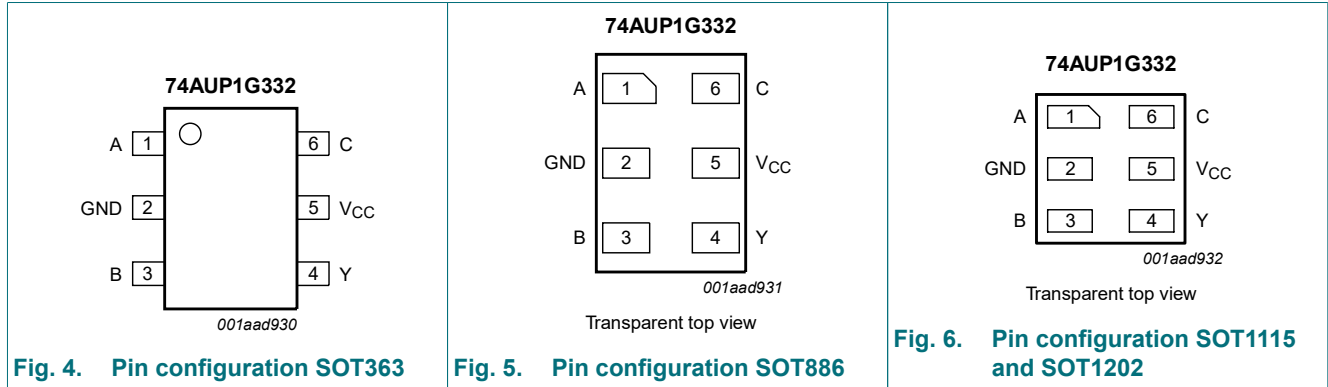 74AUP1G332
A 1 6 C
GND 2 5 VCC
B 3 4 Y
001aad930
Fig. 4. Pin configuration SOT363
74AUP1G332
A 1 6 C
GND 2 5 VCC
B 3 4 Y
001aad931
Transparent top view
Fig. 5. Pin configuration SOT886
74AUP1G332
A 1 6 C
GND 2 5 VCC
B 3 4 Y
001aad932
Transparent top view
Fig. 6. Pin configuration SOT1115
and SOT1202